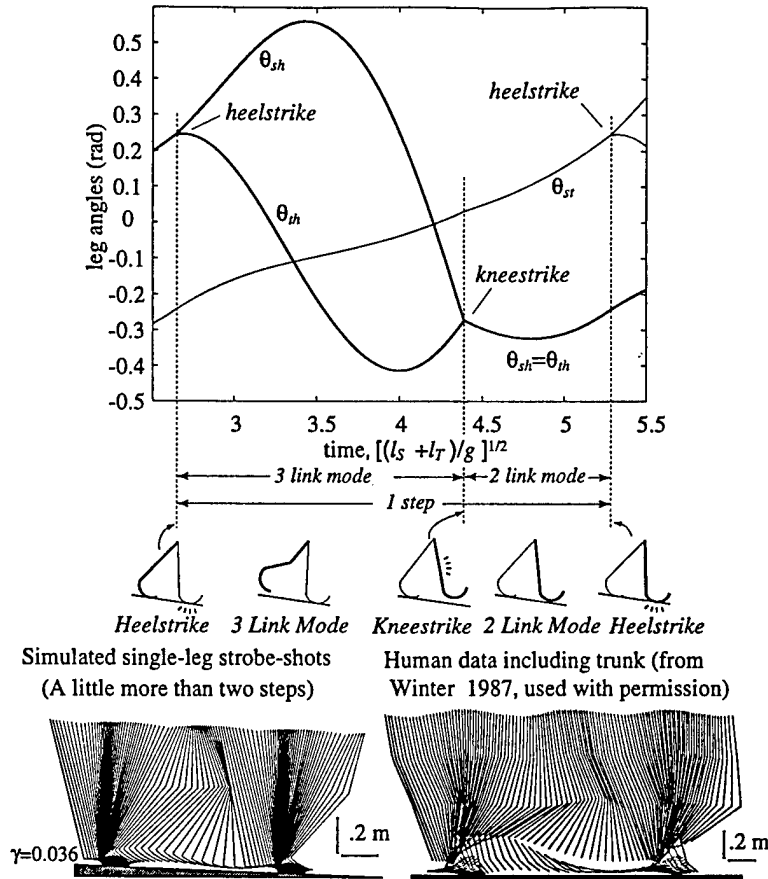 0.5
0.4
0.3
0.2
0.1
0
-0.1
-0.2
-0.3
-0.4
-0.5
leg angles (rad)
θsh
heelstrike
heelstrike
θth
θst
kneestrike
θsh=θth
3 3.5 4 4.5 5 5.5
time, [(lS +lT)/g ]1/2
3 link mode
2 link mode
1 step
Heelstrike 3 Link Mode Kneestrike 2 Link Mode Heelstrike
Simulated single-leg strobe-shots
(A little more than two steps)
Human data including trunk (from
Winter 1987, used with permission)
γ=0.036
.2 m
.2 m